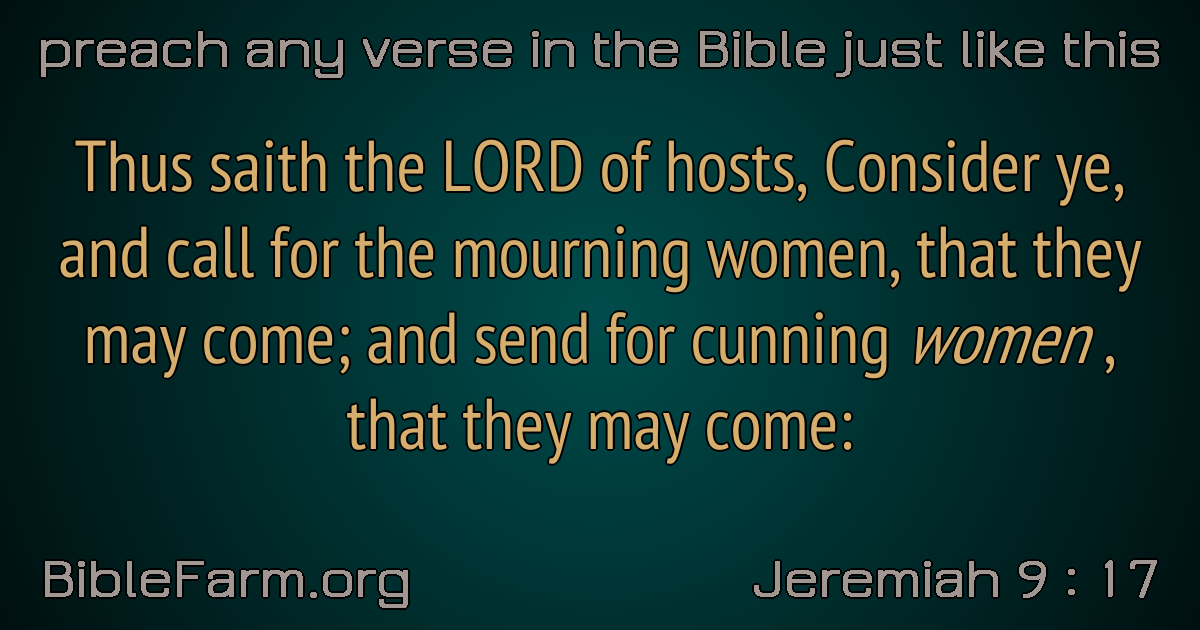 preach any verse in the Bible just like this
Thus saith the LORD of hosts, Consider ye,
and call for the mourning women, that they
may come; and send for cunning women ,
that they may come:
BibleFarm.org
Jeremiah 9 : 17